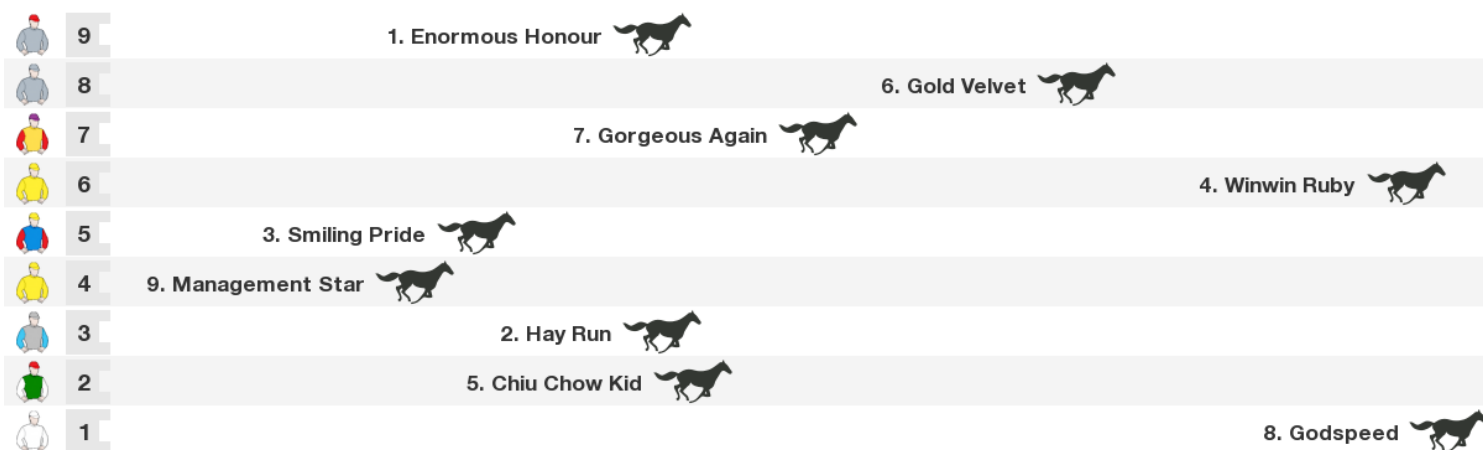 9 1. Enormous Honour
8 6. Gold Velvet
7 7. Gorgeous Again
6 4. Winwin Ruby
5 3. Smiling Pride
4 9. Management Star
3 2. Hay Run
2 5. Chiu Chow Kid
1 8. Godspeed